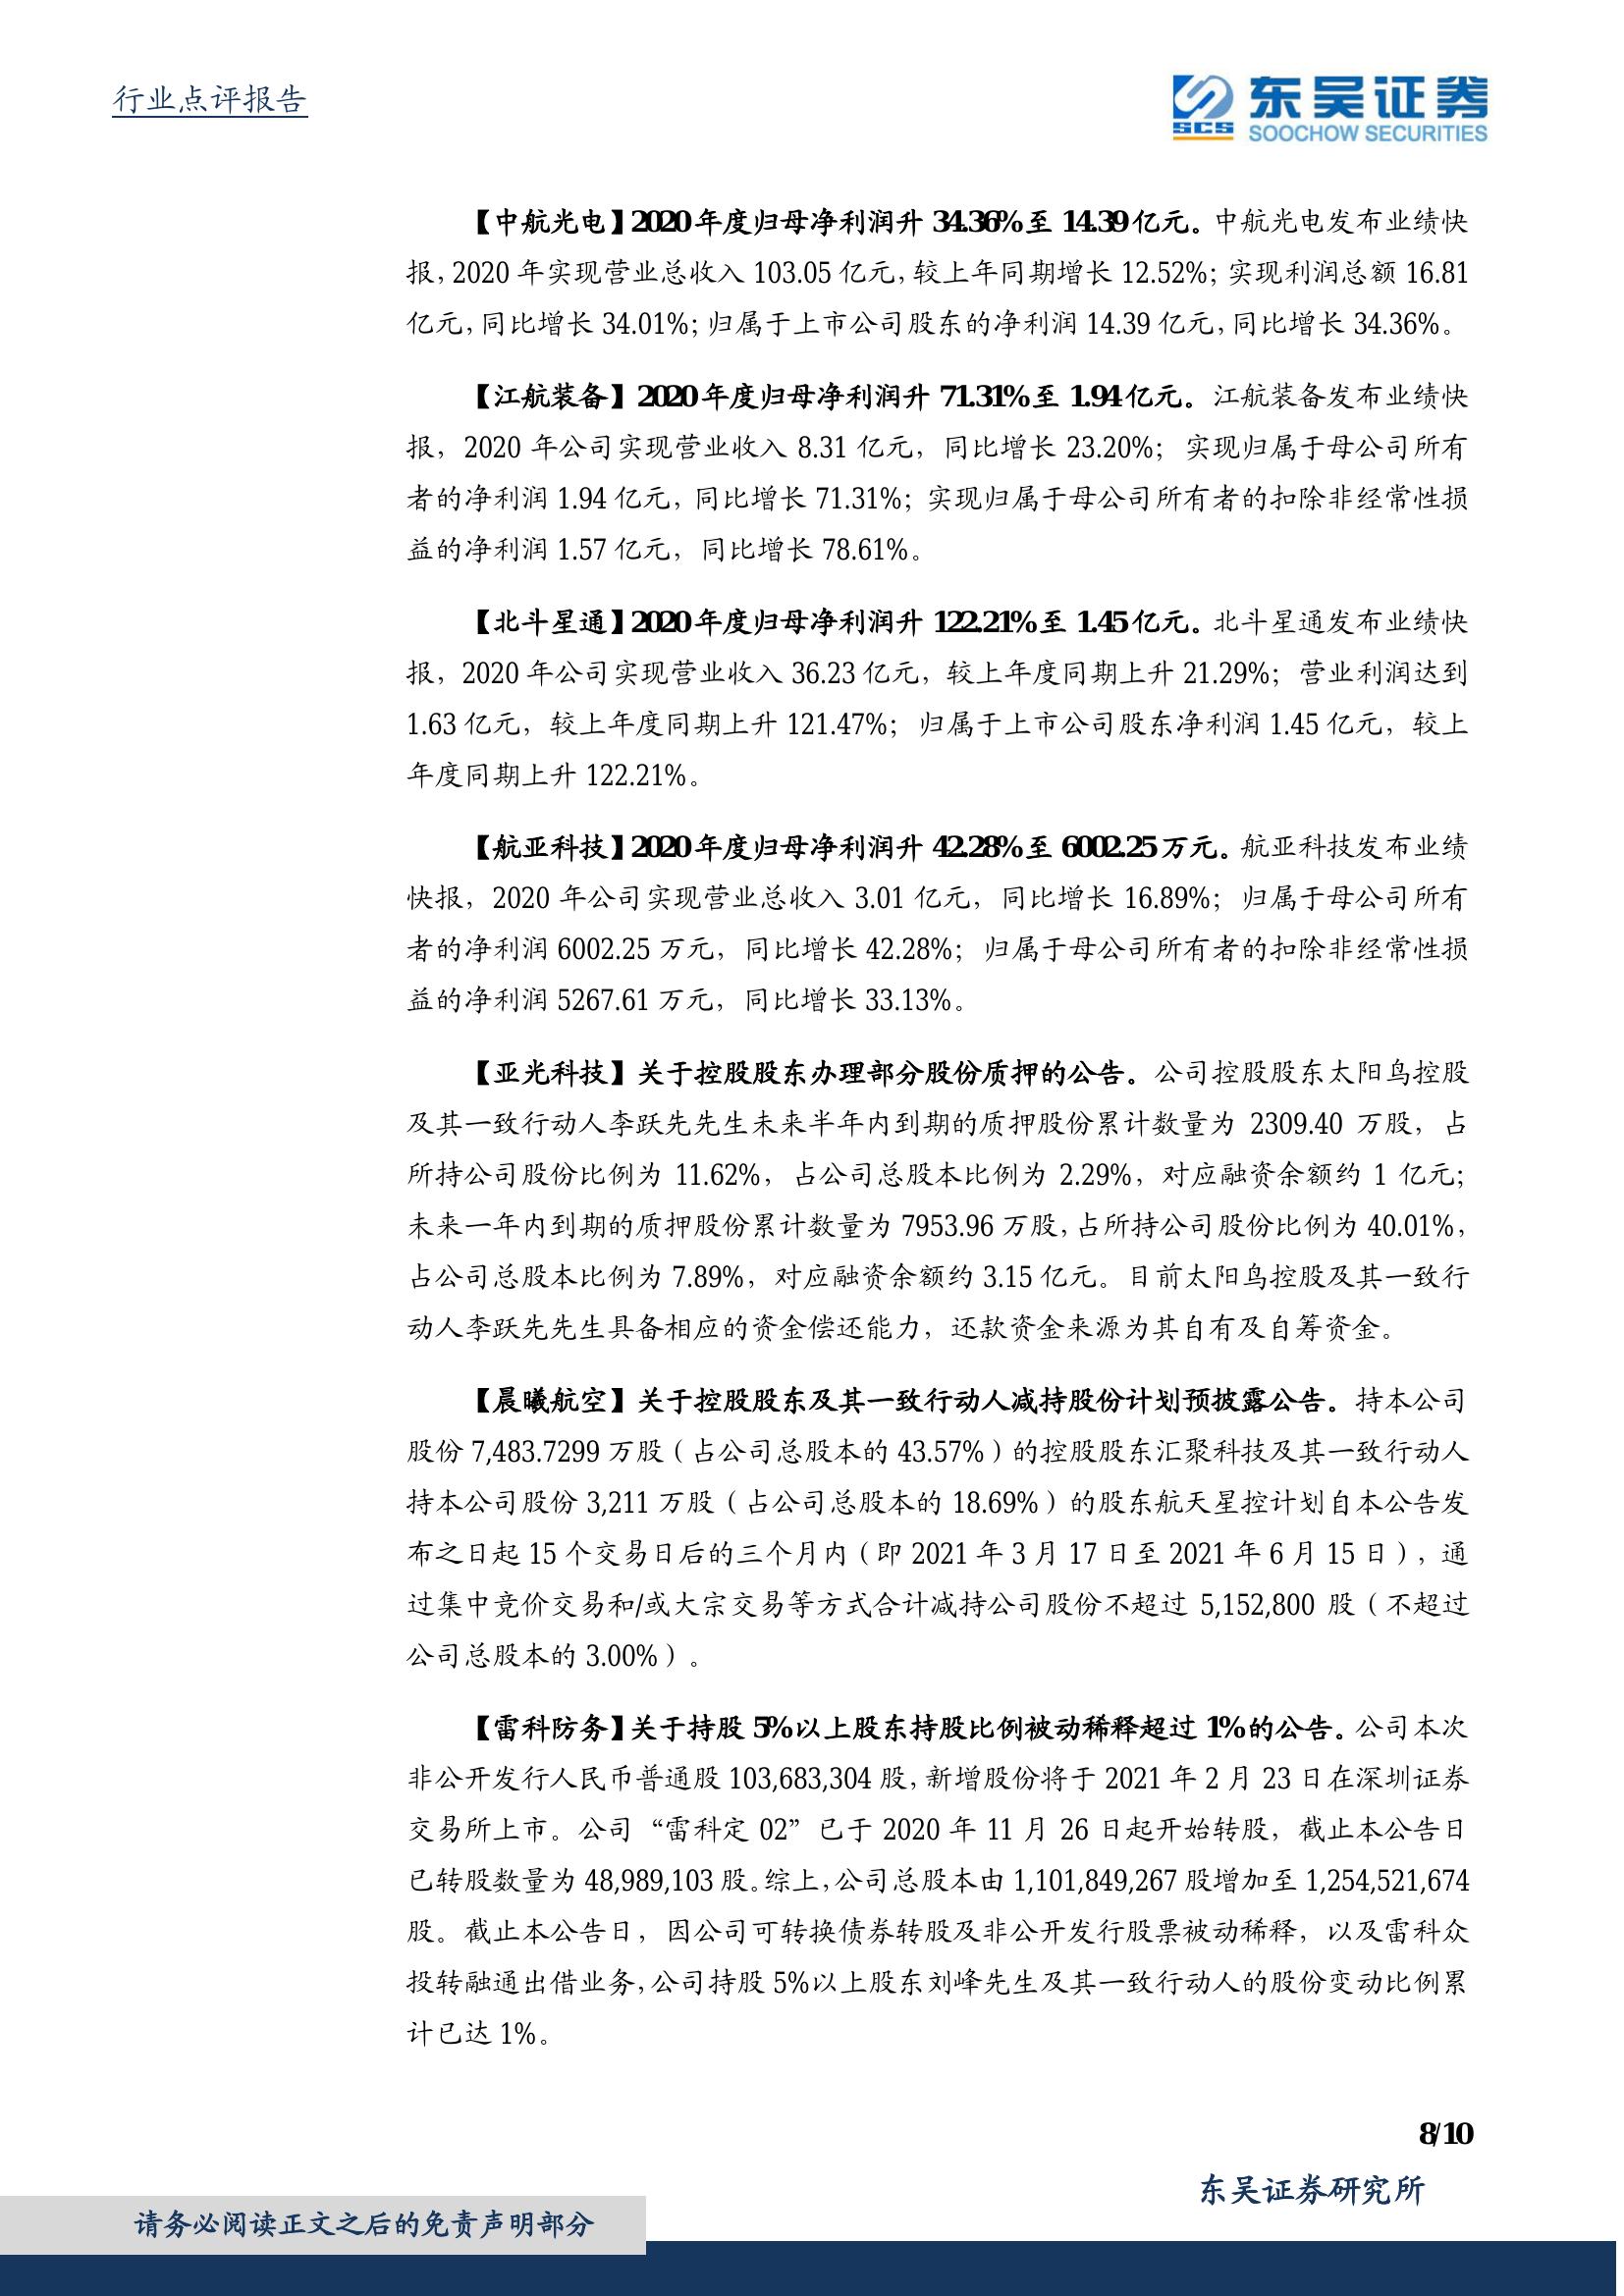 行业点评报告
东吴证券
SCS
SOOCHOW SECURITIES
【中航光电】2020年度归母净利润升 34.36%至 14.39亿元。中航光电发布业绩快
报，2020 年实现营业总收入 103.05 亿元，较上年同期增长 12.52%；实现利润总额 16.81
亿元，同比增长 34.01%；归属于上市公司股东的净利润 14.39 亿元，同比增长 34.36%。
【江航装备】2020年度归母净利润升 71.31%至 1.94亿元。江航装备发布业绩快
报，2020 年公司实现营业收入 8.31 亿元，同比增长 23.20%；实现归属于母公司所有
者的净利润 1.94 亿元，同比增长 71.31%；实现归属于母公司所有者的扣除非经常性损
益的净利润 1.57 亿元，同比增长 78.61%。
【北斗星通】2020年度归母净利润升 122.21%至 1.45亿元。北斗星通发布业绩快
报，2020 年公司实现营业收入 36.23 亿元，较上年度同期上升 21.29%；营业利润达到
1.63 亿元，较上年度同期上升 121.47%；归属于上市公司股东净利润 1.45 亿元，较上
年度同期上升 122.21%。
【航亚科技】2020年度归母净利润升 42.28%至 6002.25万元。航亚科技发布业绩
快报，2020 年公司实现营业总收入 3.01 亿元，同比增长 16.89%；归属于母公司所有
者的净利润 6002.25 万元，同比增长 42.28%；归属于母公司所有者的扣除非经常性损
益的净利润 5267.61 万元，同比增长 33.13%。
【亚光科技】关于控股股东办理部分股份质押的公告。公司控股股东太阳鸟控股
及其一致行动人李跃先先生未来半年内到期的质押股份累计数量为 2309.40 万股，占
所持公司股份比例为 11.62%，占公司总股本比例为 2.29%，对应融资余额约 1 亿元；
未来一年内到期的质押股份累计数量为 7953.96 万股，占所持公司股份比例为 40.01%，
占公司总股本比例为 7.89%，对应融资余额约 3.15 亿元。目前太阳鸟控股及其一致行
动人李跃先先生具备相应的资金偿还能力，还款资金来源为其自有及自筹资金。
【晨曦航空】关于控股股东及其一致行动人减持股份计划预披露公告。持本公司
股份 7,483.7299 万股（占公司总股本的 43.57%）的控股股东汇聚科技及其一致行动人
持本公司股份 3,211 万股（占公司总股本的 18.69%）的股东航天星控计划自本公告发
布之日起 15 个交易日后的三个月内（即 2021 年 3 月 17 日至 2021 年 6 月 15 日），通
过集中竞价交易和/或大宗交易等方式合计减持公司股份不超过 5,152,800 股（不超过
公司总股本的 3.00%）。
【雷科防务】关于持股 5%以上股东持股比例被动稀释超过 1%的公告。公司本次
非公开发行人民币普通股 103,683,304 股，新增股份将于 2021 年 2 月 23 日在深圳证券
交易所上市。公司“雷科定 02”已于 2020 年 11 月 26 日起开始转股，截止本公告日
已转股数量为 48,989,103 股。综上，公司总股本由 1,101,849,267 股增加至 1,254,521,674
股。截止本公告日，因公司可转换债券转股及非公开发行股票被动稀释，以及雷科众
投转融通出借业务，公司持股 5%以上股东刘峰先生及其一致行动人的股份变动比例累
计已达 1%。
8/10
东吴证券研究所
请务必阅读正文之后的免责声明部分